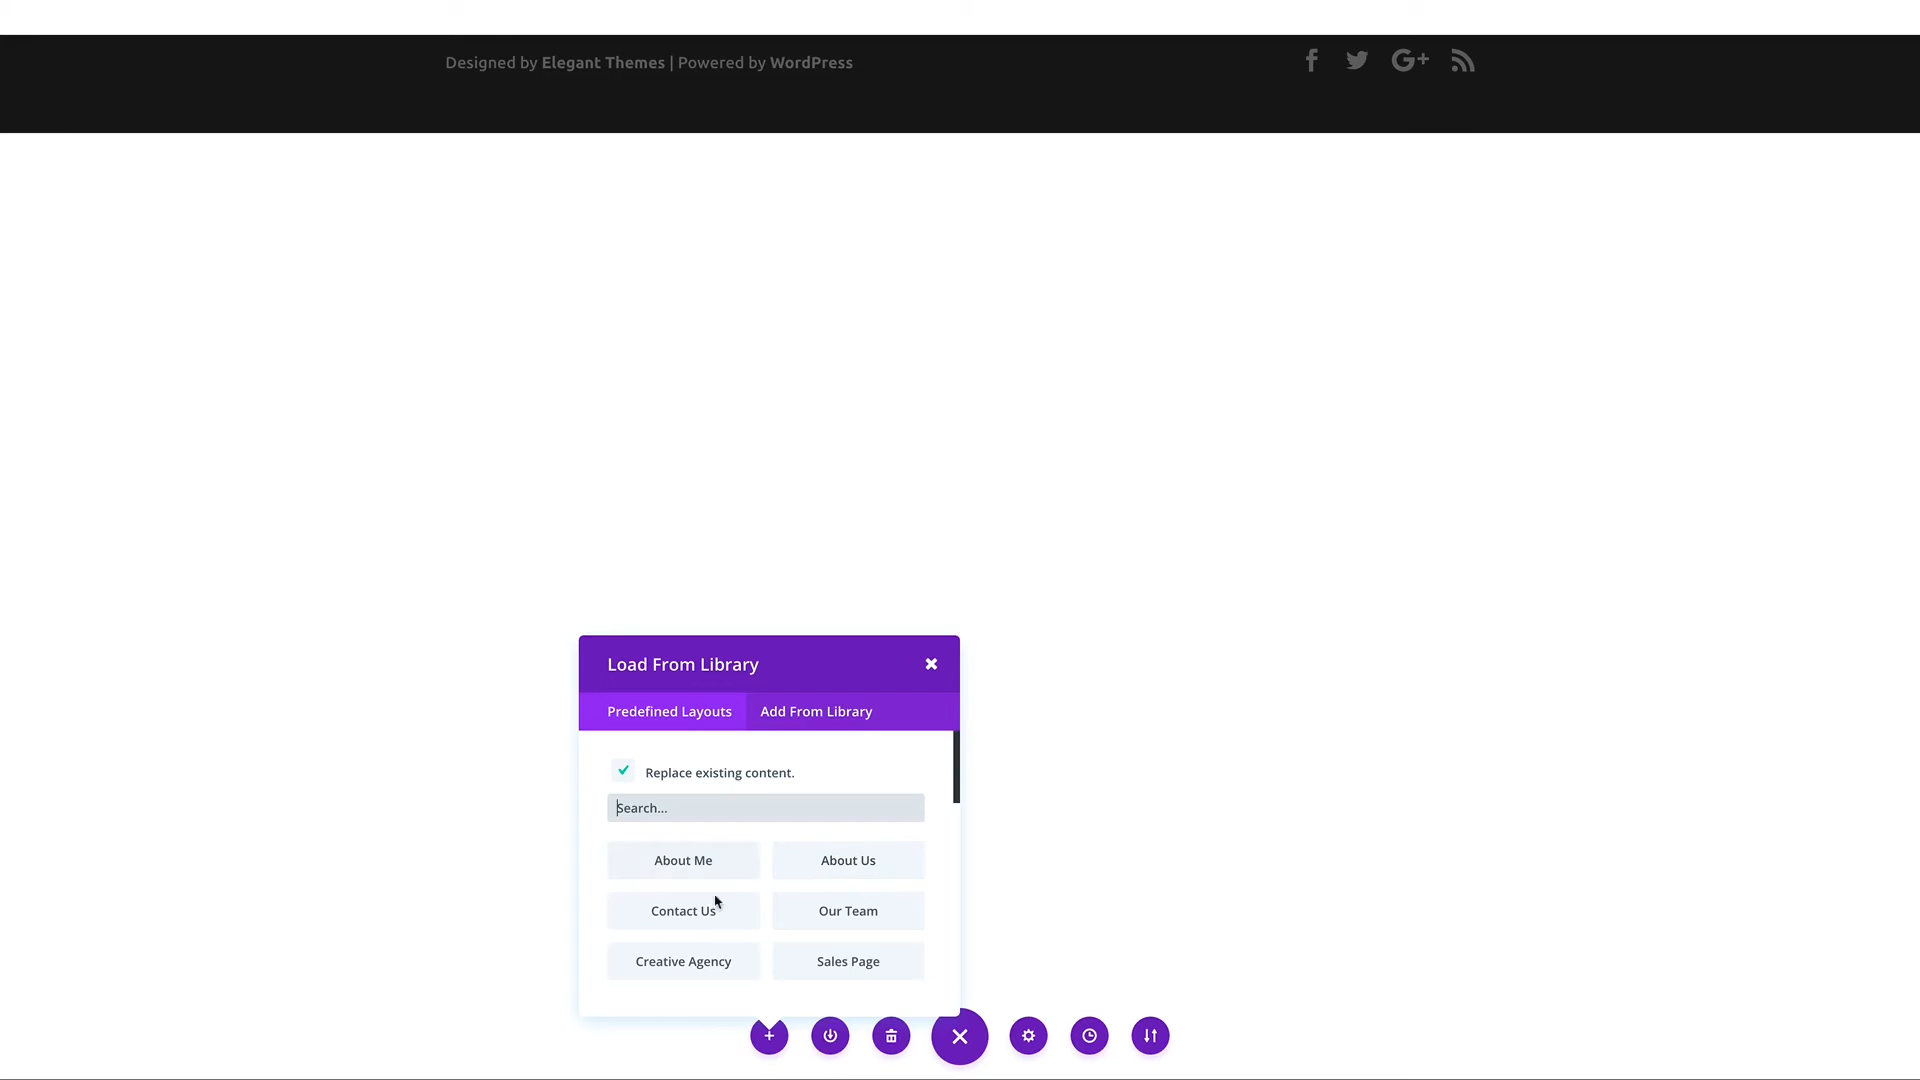 Designed by Elegant Themes | Powered by WordPress
Load From Library
Predefined Layouts
Add From Library
Replace existing content.
Search...
About Me
About Us
Contact Us
Our Team
Creative Agency
Sales Page